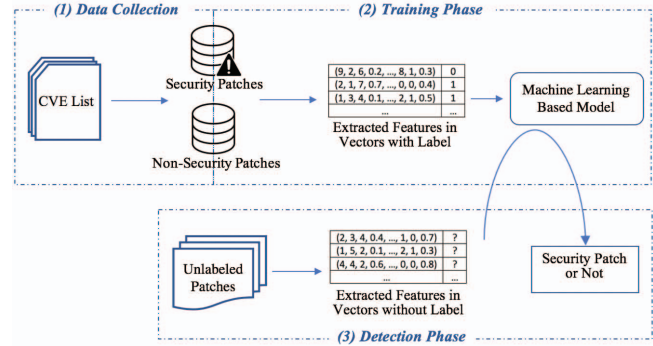 (1) Data Collection
(2) Training Phase
CVE List
Security Patches
Non-Security Patches
(9, 2, 6, 0.2, ..., 8, 1, 0.3) 0
(2, 1, 7, 0.7, ..., 0, 0, 0.4) 1
(1, 3, 4, 0.1, ..., 2, 1, 0.5) 1
... ...
Extracted Features in
Vectors with Label
Machine Learning
Based Model
Unlabeled
Patches
(2, 3, 4, 0.4, ..., 1, 0, 0.7) ?
(1, 5, 2, 0.1, ..., 2, 1, 0.3) ?
(4, 4, 2, 0.6, ..., 0, 0, 0.8) ?
... ...
Extracted Features in
Vectors without Label
Security Patch
or Not
(3) Detection Phase